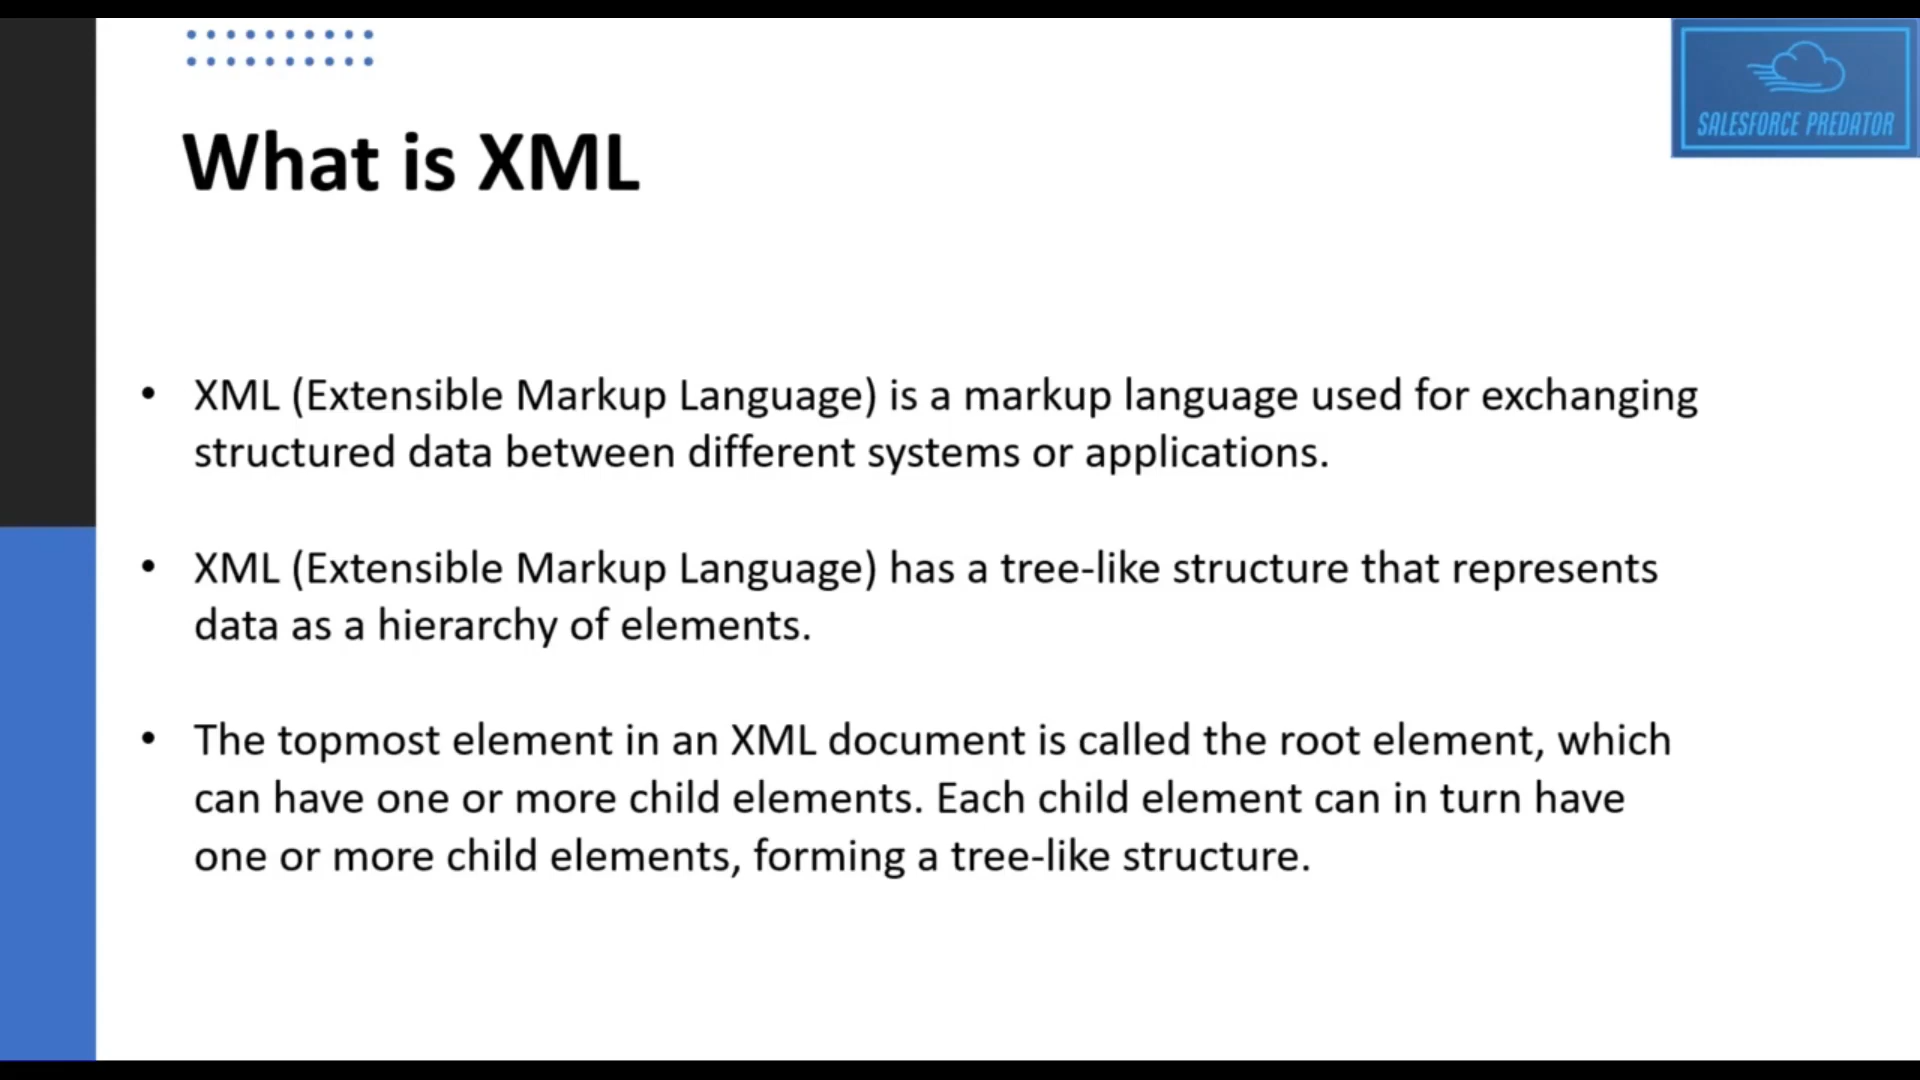 SALESFORCE PREDATOR
What is XML
• XML (Extensible Markup Language) is a markup language used for exchanging
structured data between different systems or applications.
• XML (Extensible Markup Language) has a tree-like structure that represents
data as a hierarchy of elements.
• The topmost element in an XML document is called the root element, which
can have one or more child elements. Each child element can in turn have
one or more child elements, forming a tree-like structure.